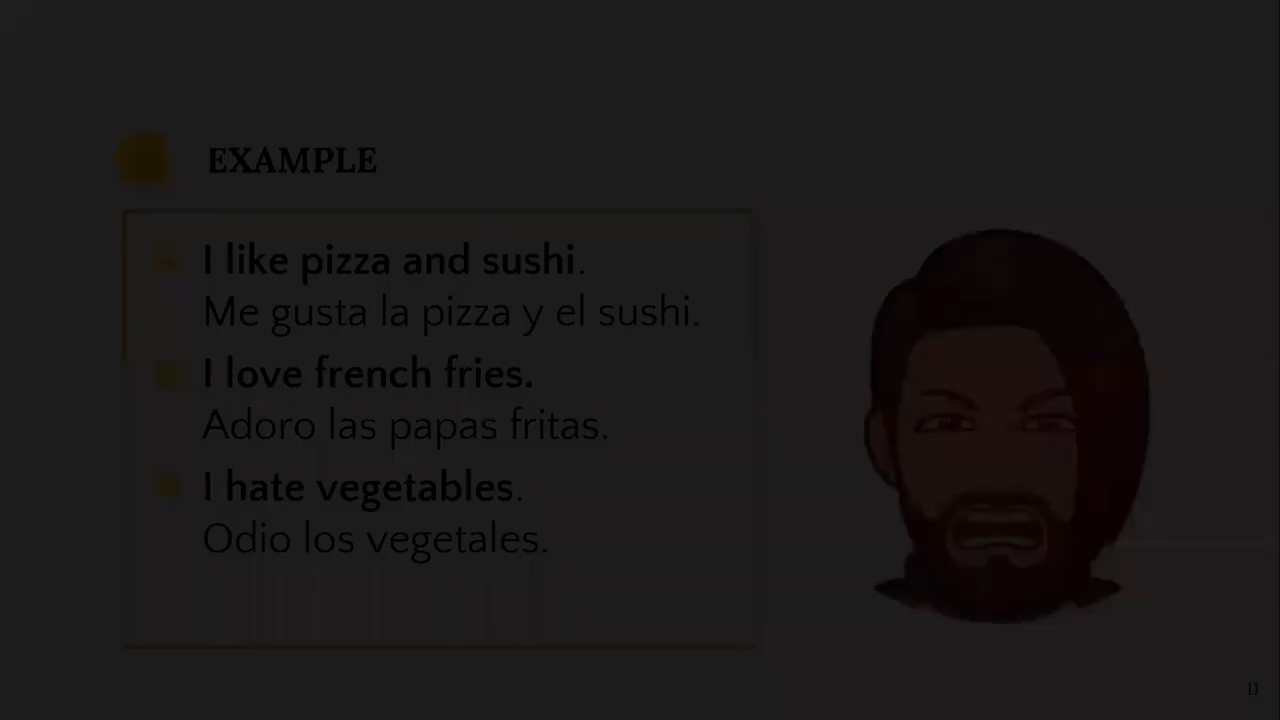 EXAMPLE
I like pizza and sushi.
Me gusta la pizza y el sushi.
I love french fries.
Adoro las papas fritas.
I hate vegetables.
Odio los vegetales.
11